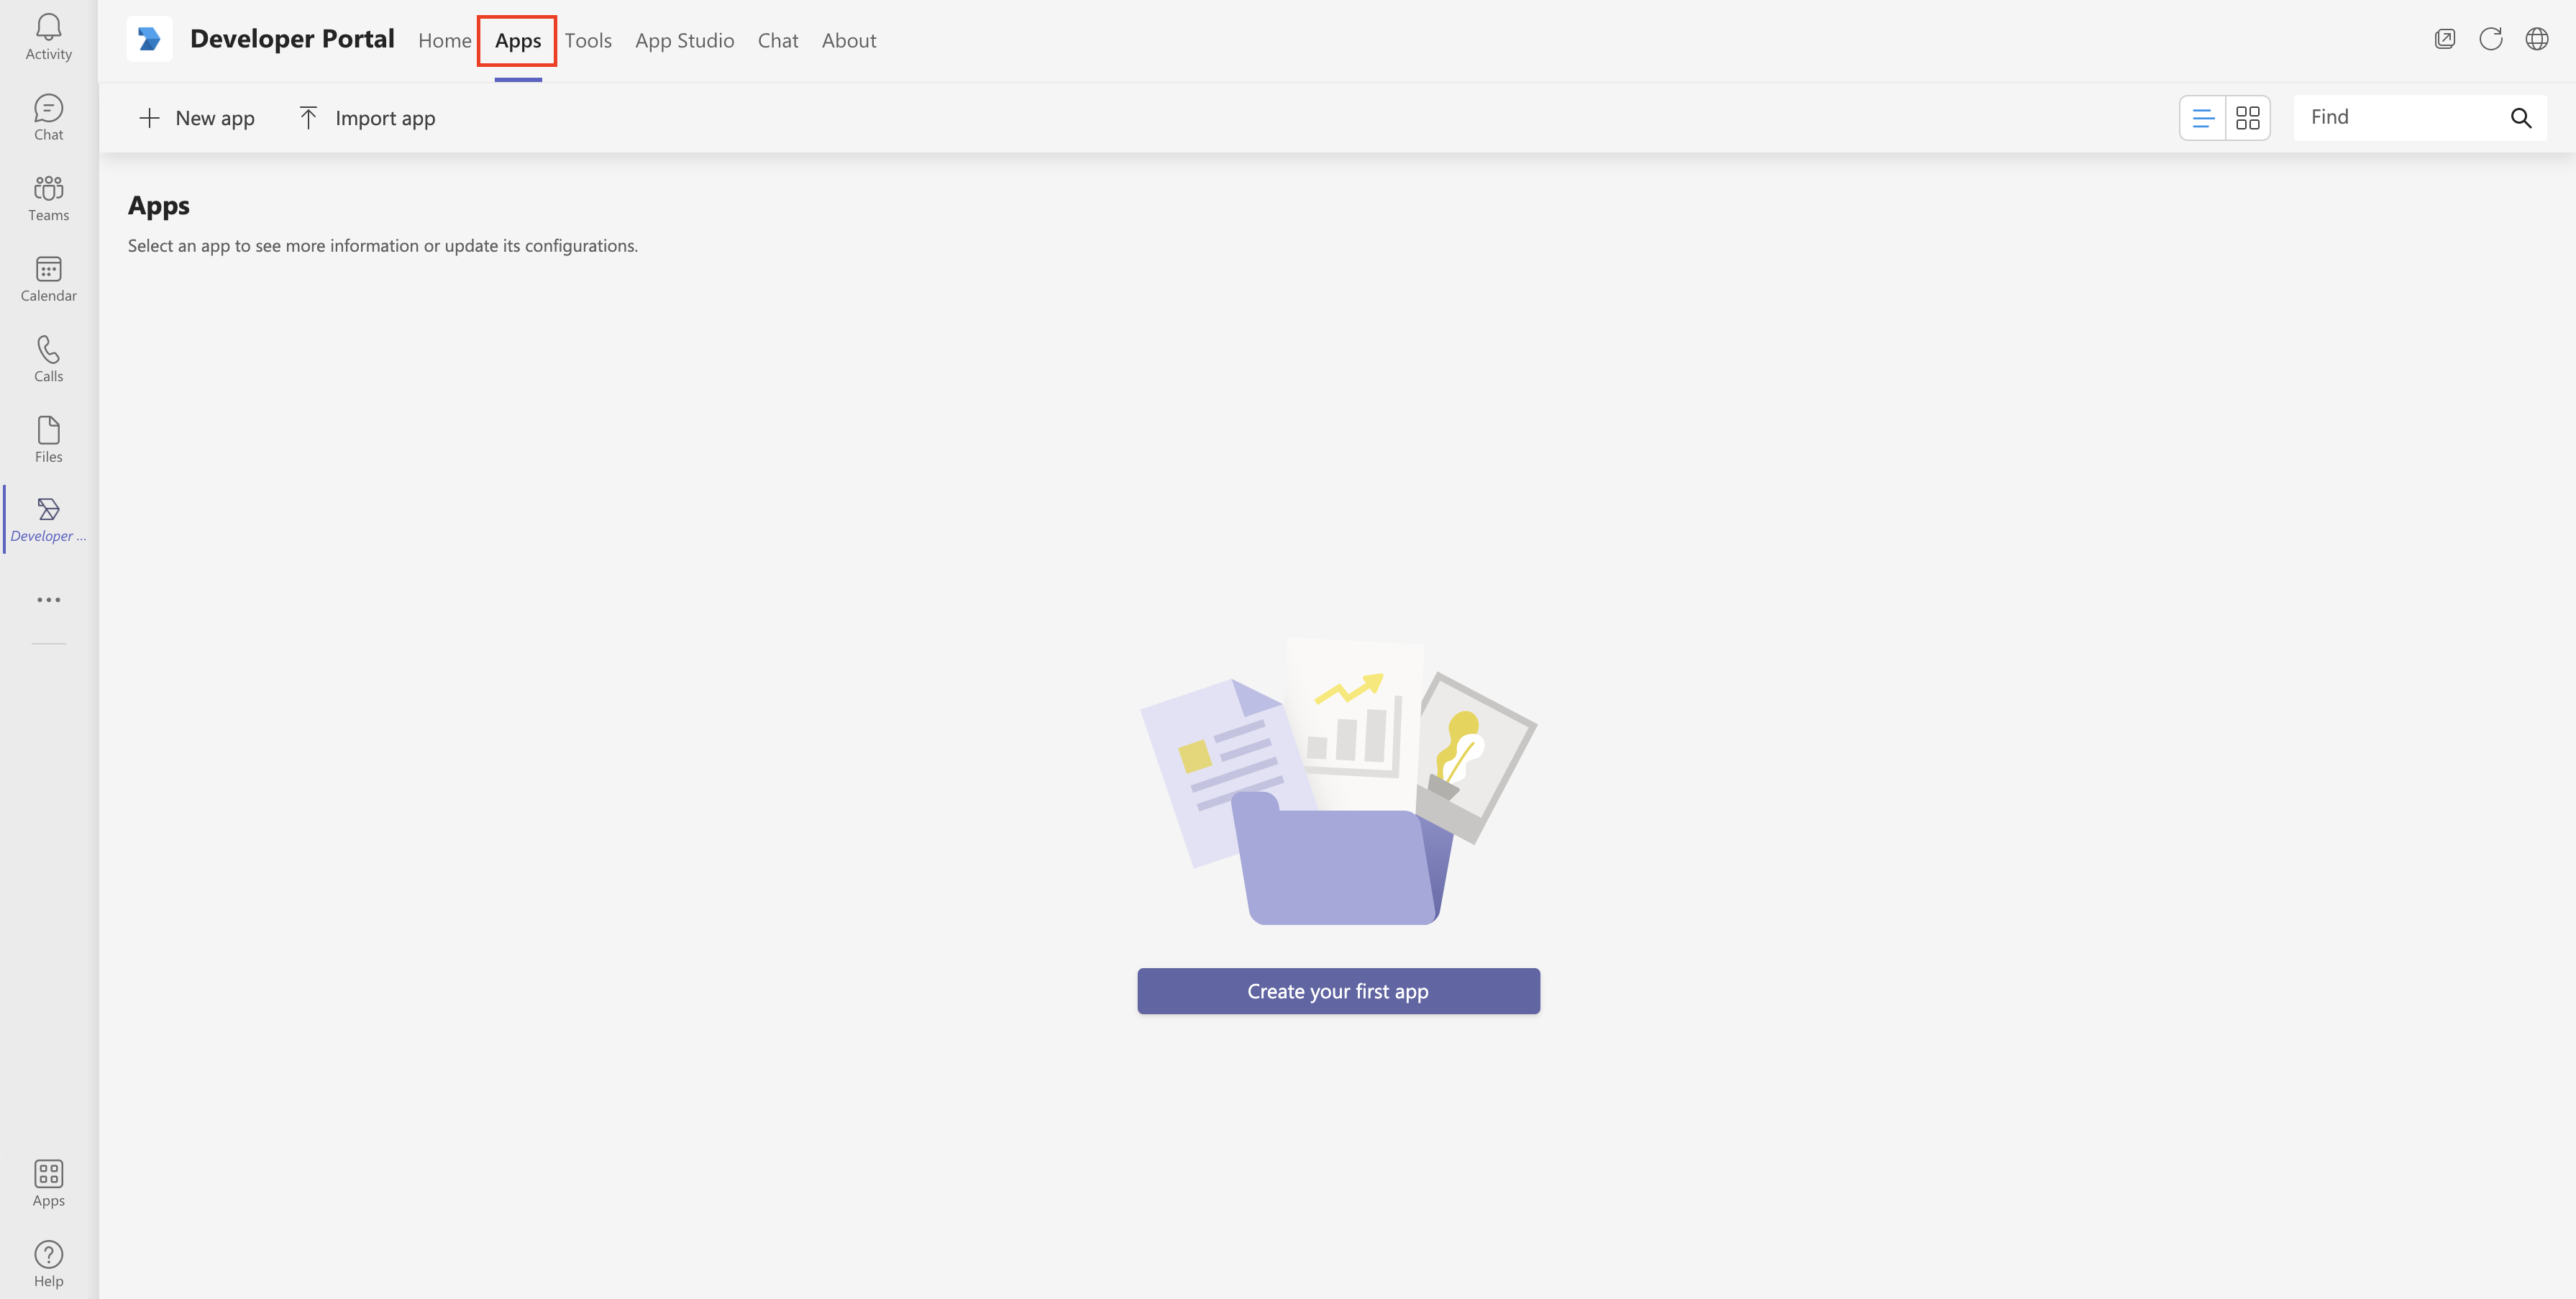 Activity
Chat
Teams
Calendar
Calls
Files
Developer ...
Apps
Help
Developer Portal Home Apps Tools App Studio Chat About
New app Import app Find
Apps
Select an app to see more information or update its configurations.
Create your first app